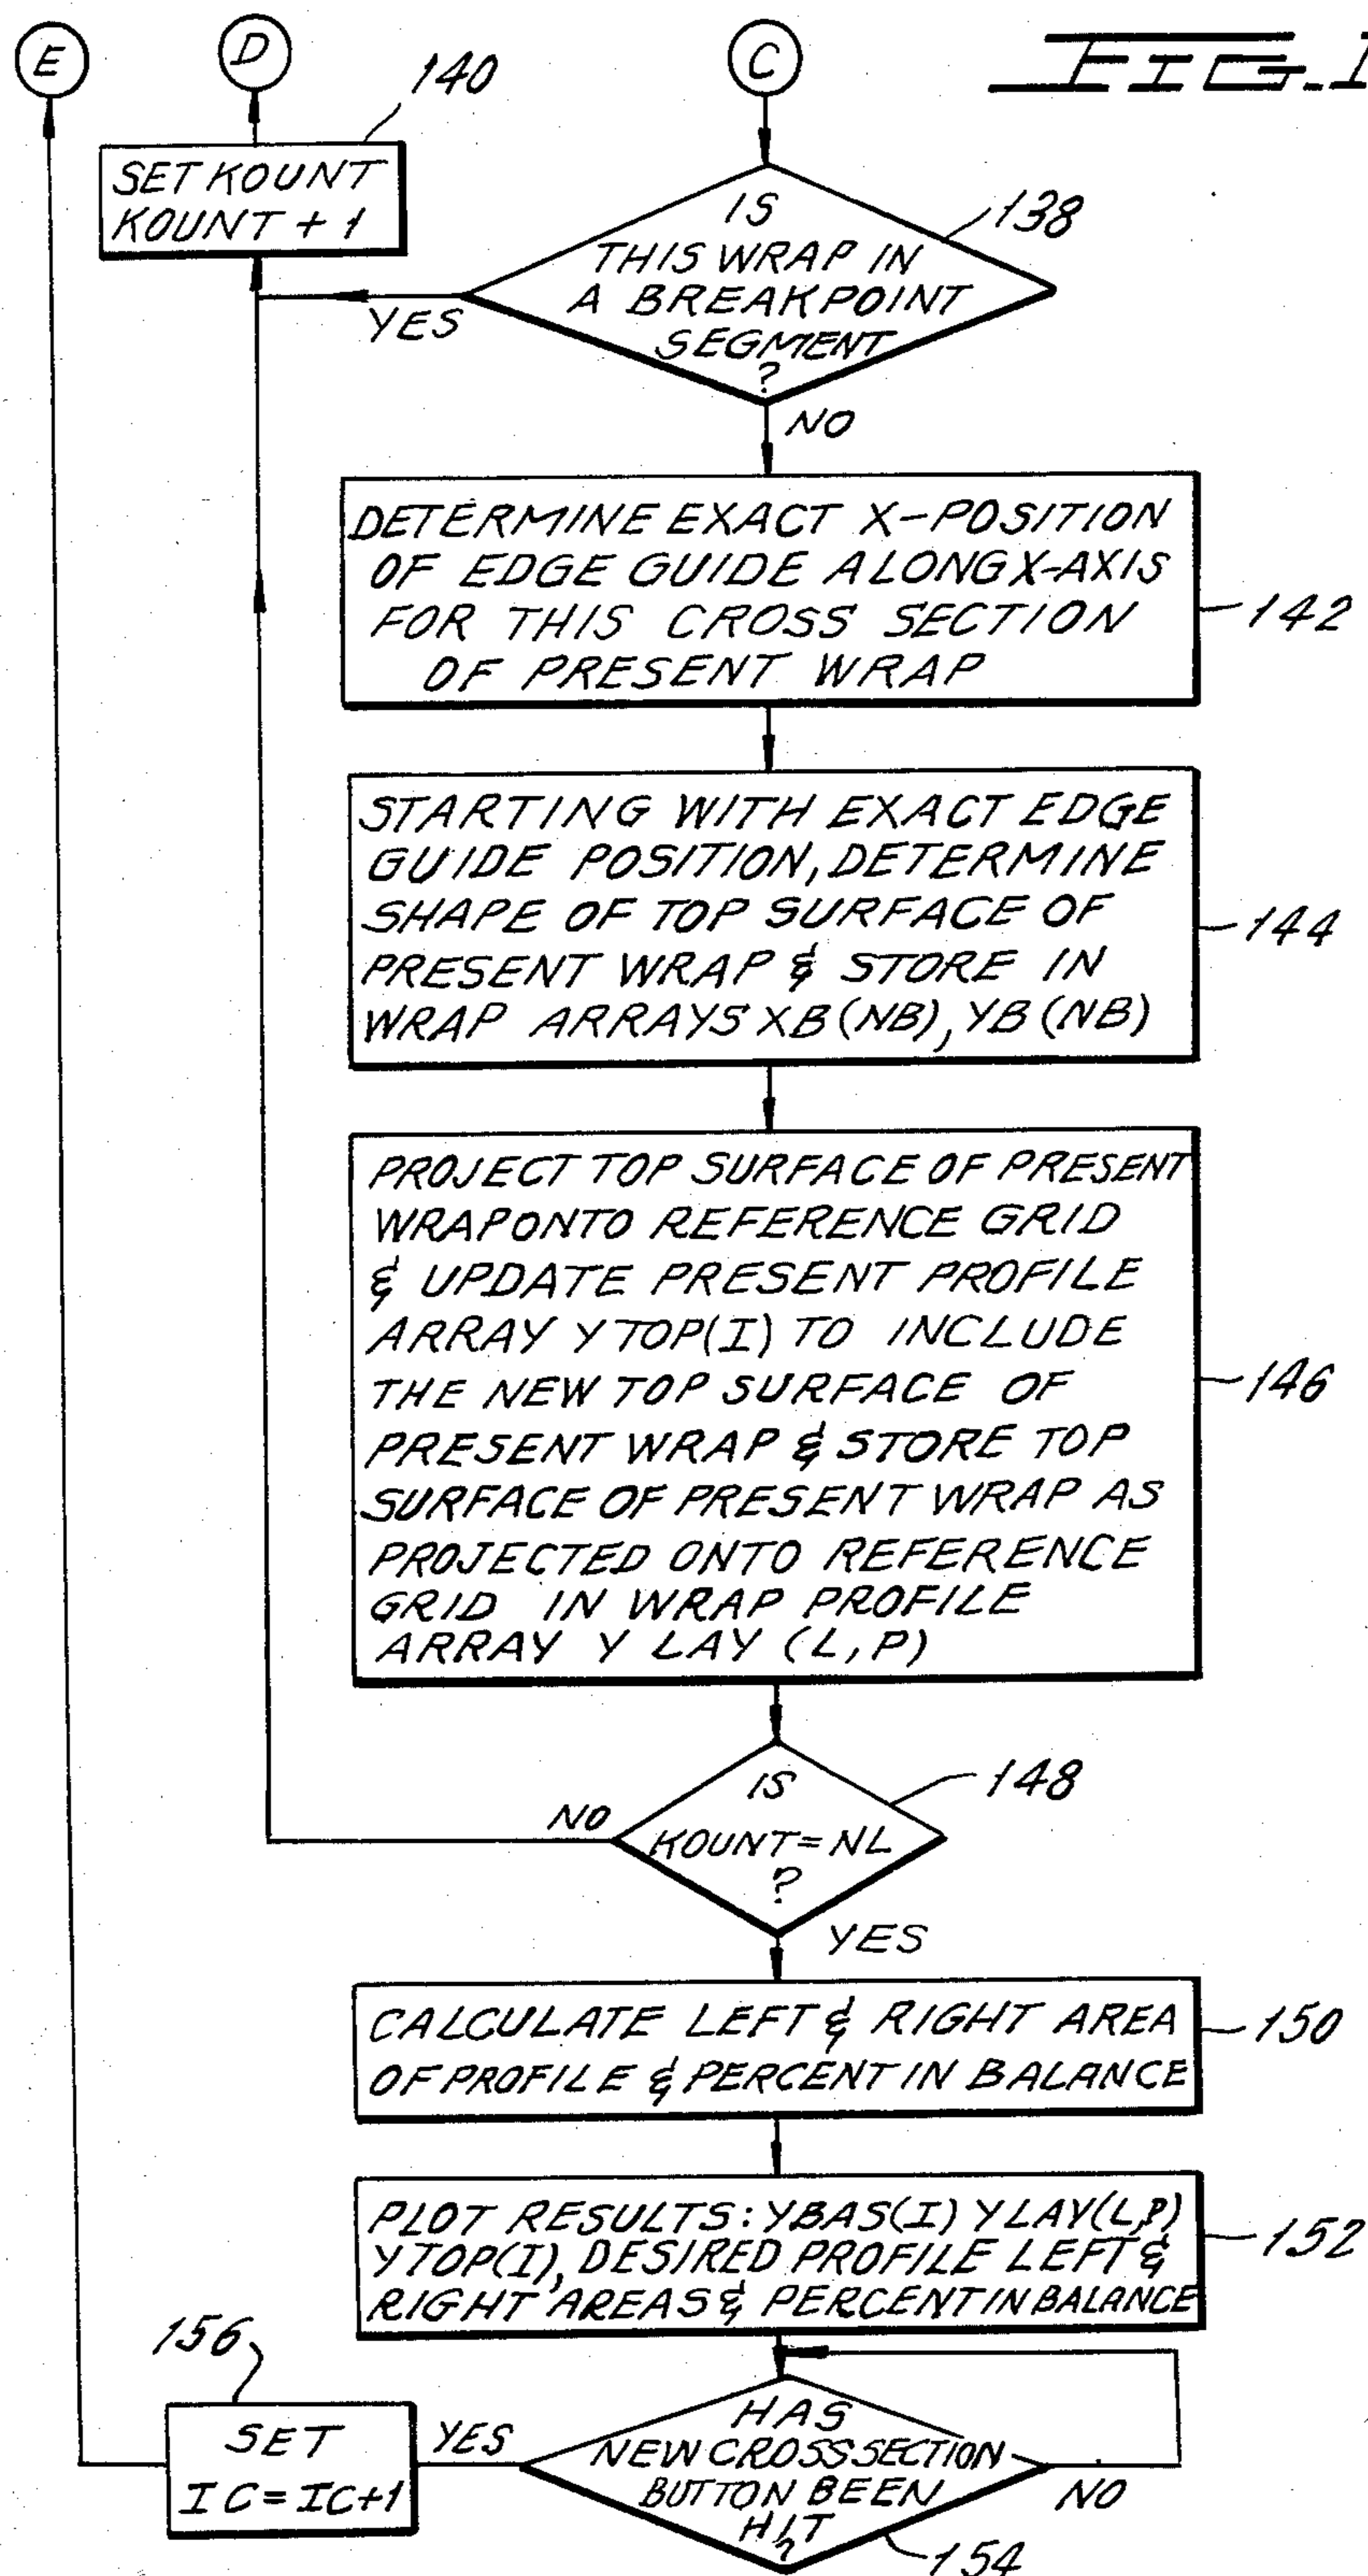 E
D
C
FIG.1
140
SET KOUNT
KOUNT + 1
IS
THIS WRAP IN
A BREAKPOINT
SEGMENT
?
138
YES
NO
DETERMINE EXACT X-POSITION
OF EDGE GUIDE ALONG X-AXIS
FOR THIS CROSS SECTION
OF PRESENT WRAP
142
STARTING WITH EXACT EDGE
GUIDE POSITION, DETERMINE
SHAPE OF TOP SURFACE OF
PRESENT WRAP & STORE IN
WRAP ARRAYS XB(NB), YB(NB)
144
PROJECT TOP SURFACE OF PRESENT
WRAP ONTO REFERENCE GRID
& UPDATE PRESENT PROFILE
ARRAY Y TOP(I) TO INCLUDE
THE NEW TOP SURFACE OF
PRESENT WRAP & STORE TOP
SURFACE OF PRESENT WRAP AS
PROJECTED ONTO REFERENCE
GRID IN WRAP PROFILE
ARRAY Y LAY (L,P)
146
IS
KOUNT=NL
?
148
NO
YES
CALCULATE LEFT & RIGHT AREA
OF PROFILE & PERCENT IN BALANCE
150
PLOT RESULTS: YBAS(I) YLAY(L,P)
YTOP(I), DESIRED PROFILE LEFT &
RIGHT AREAS & PERCENT IN BALANCE
152
156
SET
IC=IC+1
YES
HAS
NEW CROSS SECTION
BUTTON BEEN
HIT
?
NO
154